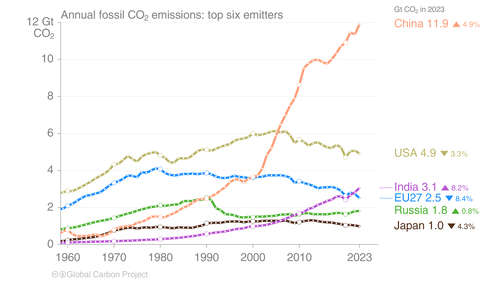 Annual fossil CO₂ emissions: top six emitters
Gt CO₂ in 2023
12 Gt
CO₂
10
8
6
4
2
0
1960 1970 1980 1990 2000 2010 2023
China 11.9 ▲ 4.9%
USA 4.9 ▼ 3.3%
India 3.1 ▲ 8.2%
EU27 2.5 ▼ 8.4%
Russia 1.8 ▲ 0.8%
Japan 1.0 ▼ 4.3%
Global Carbon Project